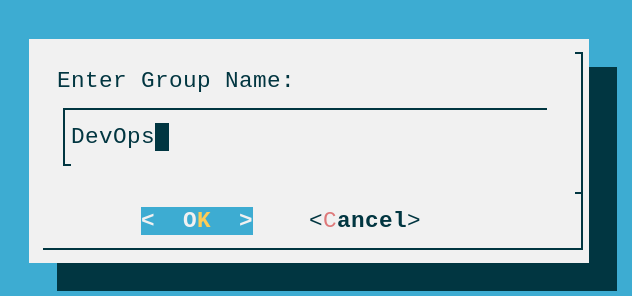 Enter Group Name:
DevOps
<  OK  > <Cancel>